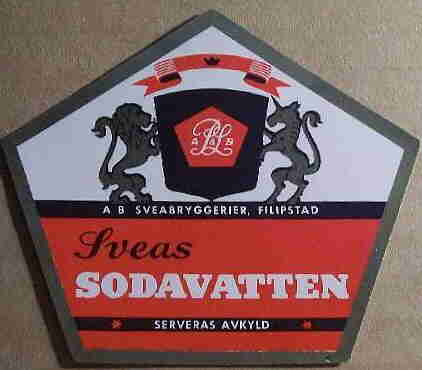 A B SVEABRYGGERIER, FILIPSTAD
Sveas
SODAVATTEN
SERVERAS AVKYLD